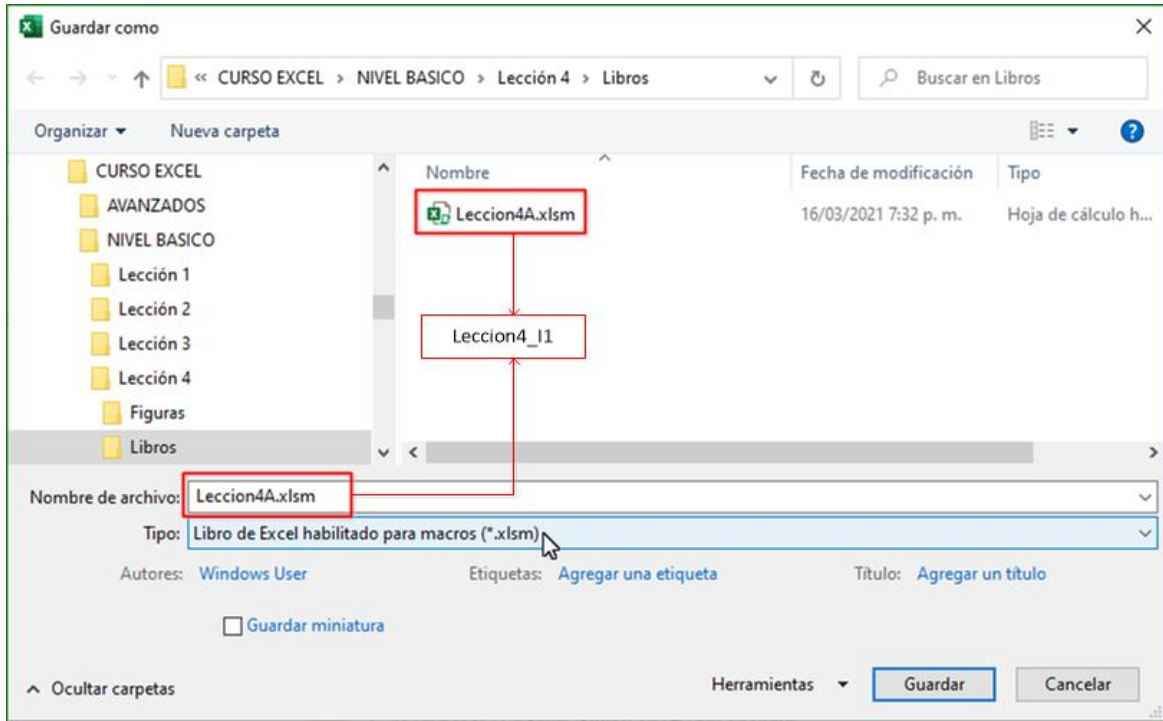 Guardar como
« CURSO EXCEL > NIVEL BASICO > Lección 4 > Libros
Buscar en Libros
Organizar
Nueva carpeta
CURSO EXCEL
AVANZADOS
NIVEL BASICO
Lección 1
Lección 2
Lección 3
Lección 4
Figuras
Libros
Nombre
Fecha de modificación
Tipo
Leccion4A.xlsm
16/03/2021 7:32 p. m.
Hoja de cálculo h...
Leccion4_I1
Nombre de archivo: Leccion4A.xlsm
Tipo: Libro de Excel habilitado para macros (*.xlsm)
Autores: Windows User
Etiquetas: Agregar una etiqueta
Título: Agregar un título
Guardar miniatura
Ocultar carpetas
Herramientas
Guardar
Cancelar